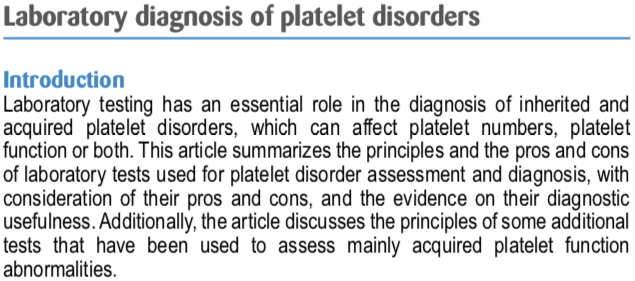 Laboratory diagnosis of platelet disorders
Introduction
Laboratory testing has an essential role in the diagnosis of inherited and
acquired platelet disorders, which can affect platelet numbers, platelet
function or both. This article summarizes the principles and the pros and cons
of laboratory tests used for platelet disorder assessment and diagnosis, with
consideration of their pros and cons, and the evidence on their diagnostic
usefulness. Additionally, the article discusses the principles of some additional
tests that have been used to assess mainly acquired platelet function
abnormalities.